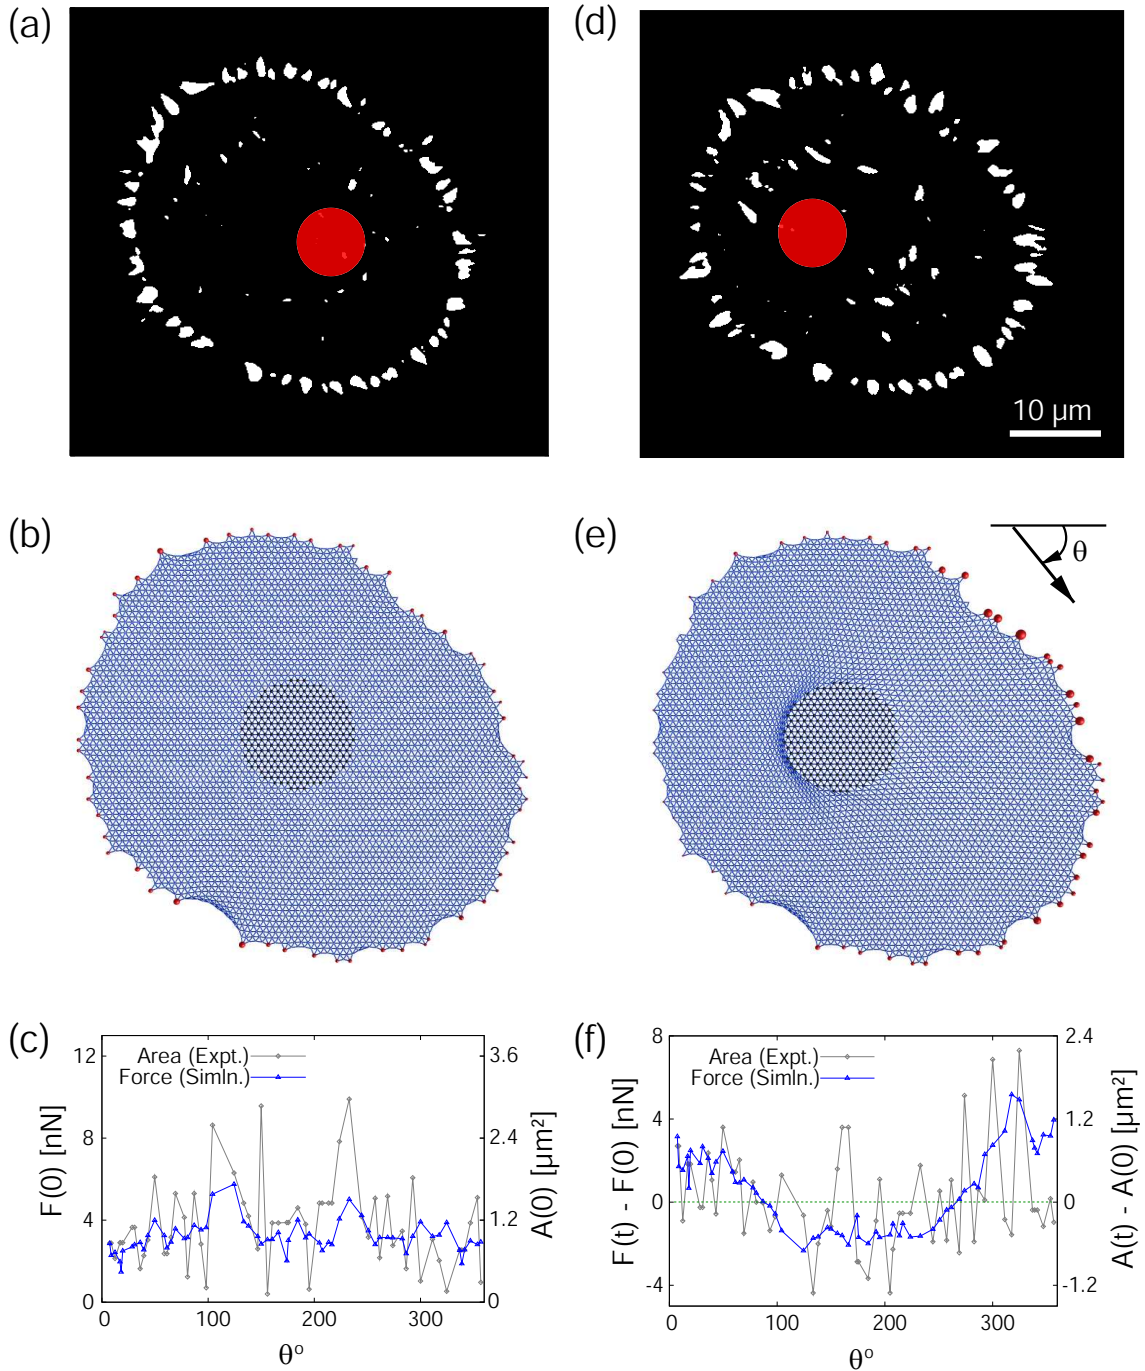 (a)
(d)
10 µm
(b)
(e)
θ
(c)
Area (Expt.)
Force (Simln.)
F(0) [nN]
12
8
4
0
3.6
2.4
1.2
0
A(0) [µm²]
0 100 200 300
θ°
(f)
Area (Expt.)
Force (Simln.)
F(t) - F(0) [nN]
8
4
0
-4
2.4
1.2
0
-1.2
A(t) - A(0) [µm²]
0 100 200 300
θ°